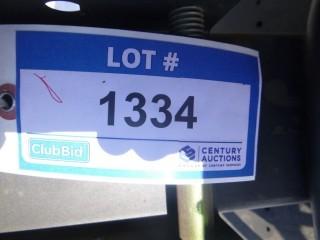 LOT #
1334
ClubBid
CENTURY
AUCTIONS